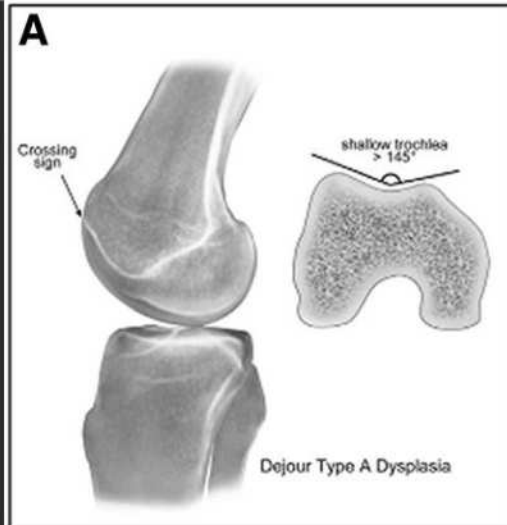 A
Crossing
sign
shallow trochlea
> 145°
Dejour Type A Dysplasia